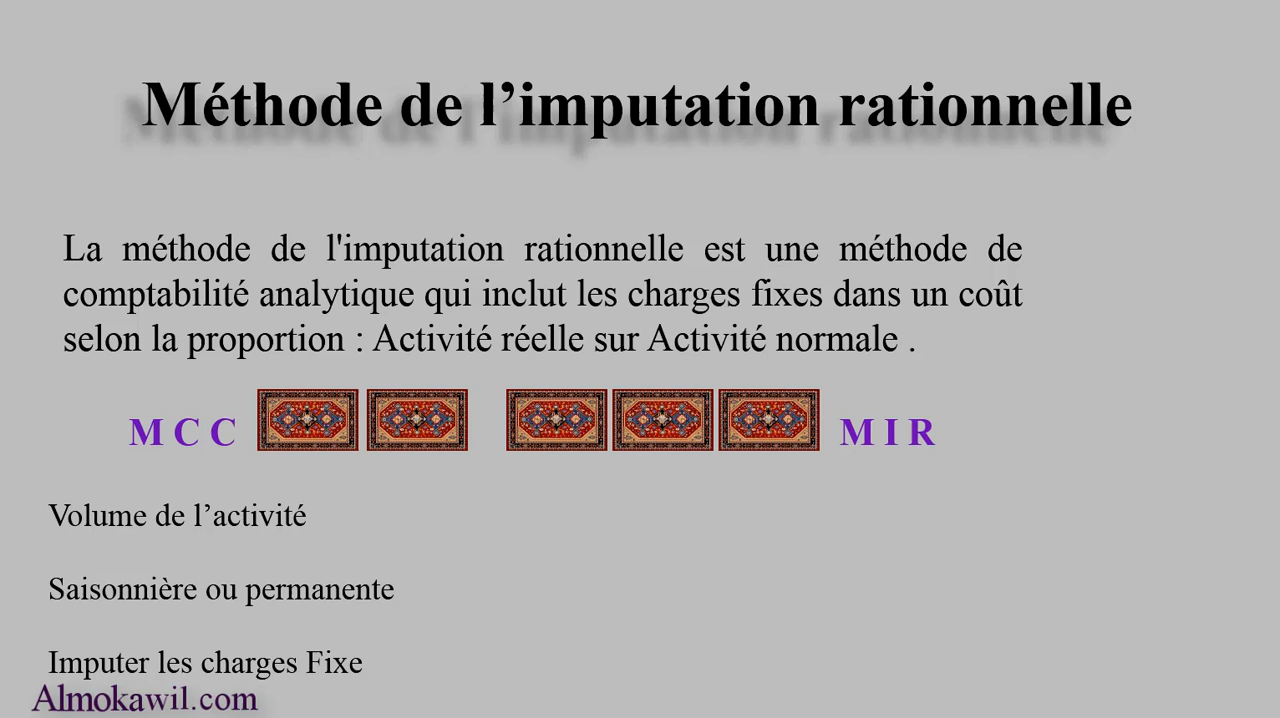 Méthode de l’imputation rationnelle
La méthode de l'imputation rationnelle est une méthode de
comptabilité analytique qui inclut les charges fixes dans un coût
selon la proportion : Activité réelle sur Activité normale .
M C C M I R
Volume de l’activité
Saisonnière ou permanente
Imputer les charges Fixe
Almokawil.com